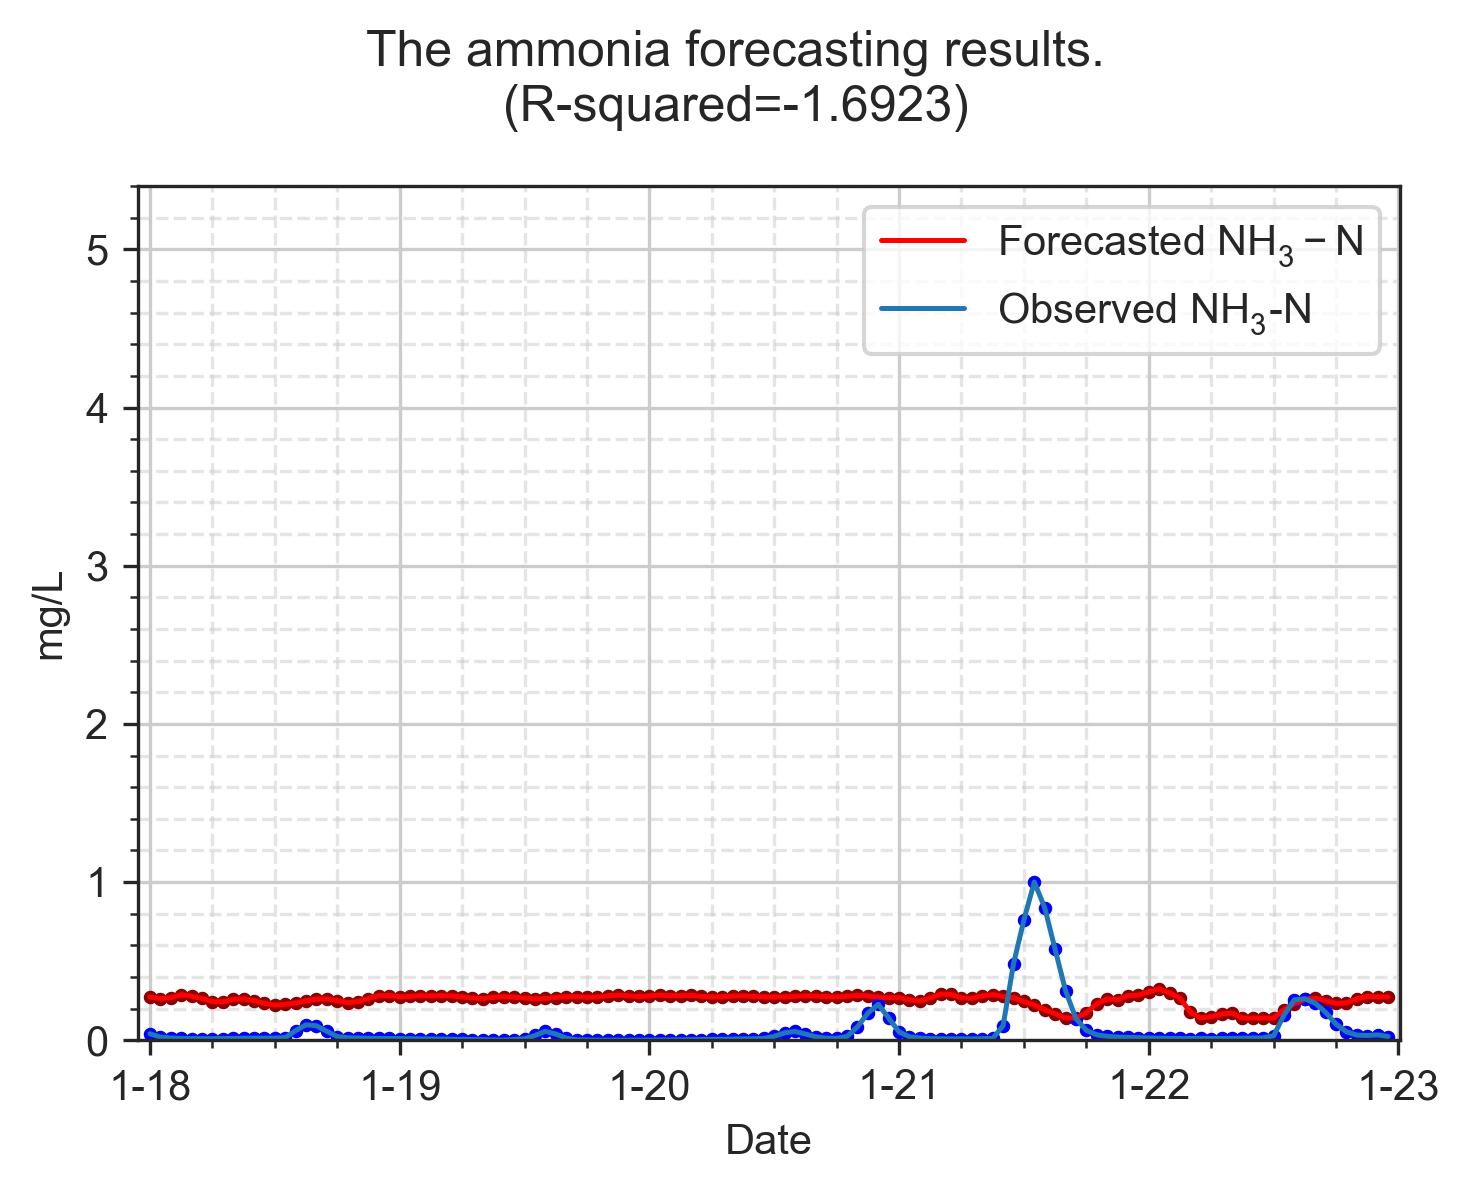 The ammonia forecasting results.
(R-squared=-1.6923)
Forecasted NH₃ − N
Observed NH₃-N
5
4
3
2
1
0
mg/L
1-18 1-19 1-20 1-21 1-22 1-23
Date